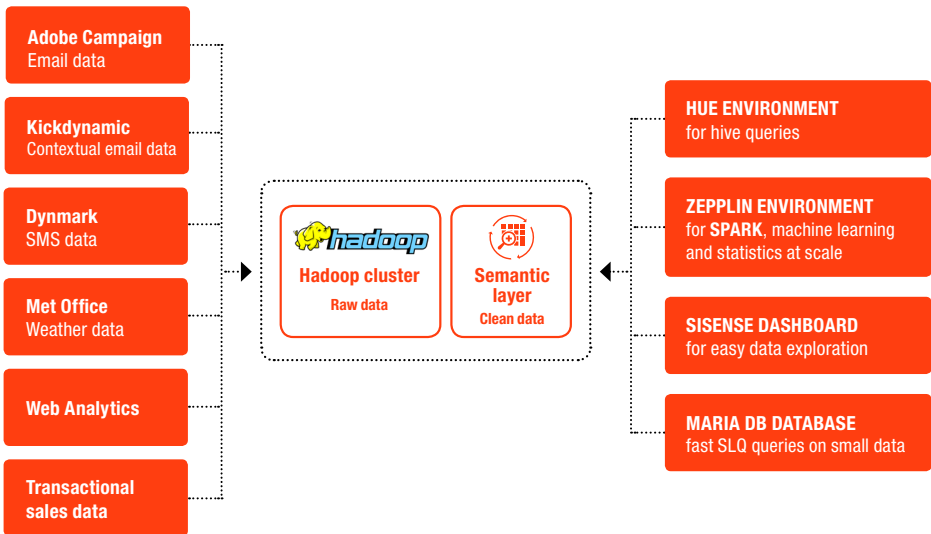 Adobe Campaign
Email data
Kickdynamic
Contextual email data
Dynmark
SMS data
Met Office
Weather data
Web Analytics
Transactional
sales data
hadoop
Hadoop cluster
Raw data
Semantic
layer
Clean data
HUE ENVIRONMENT
for hive queries
ZEPPLIN ENVIRONMENT
for SPARK, machine learning
and statistics at scale
SISENSE DASHBOARD
for easy data exploration
MARIA DB DATABASE
fast SLQ queries on small data